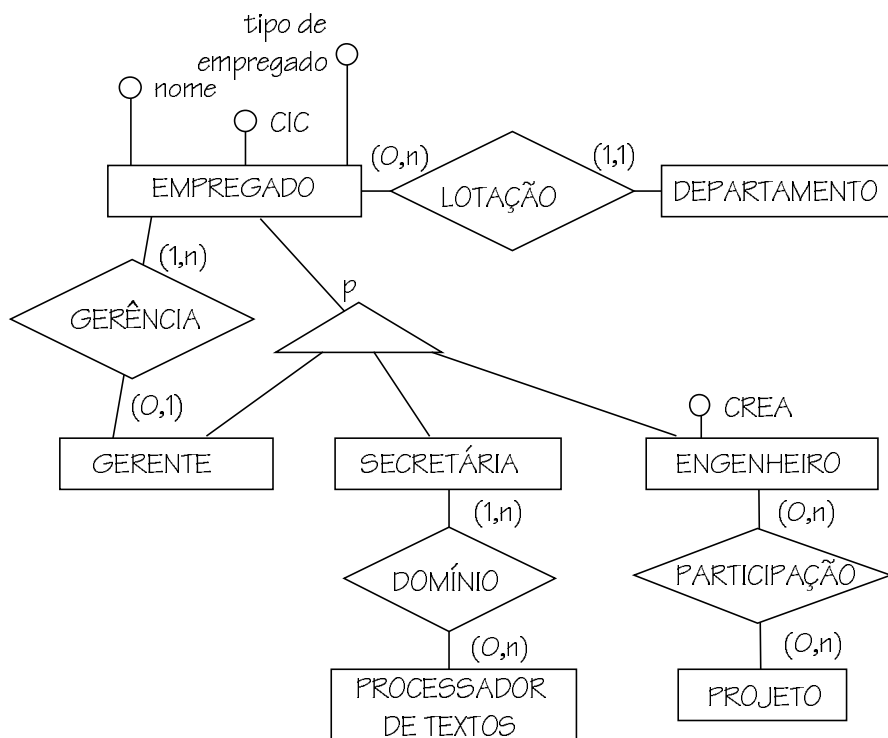 tipo de
empregado
nome
CIC
(0,n)
(1,1)
EMPREGADO
LOTAÇÃO
DEPARTAMENTO
(1,n)
p
GERÊNCIA
(0,1)
CREA
GERENTE
SECRETÁRIA
ENGENHEIRO
(1,n)
(0,n)
DOMÍNIO
PARTICIPAÇÃO
(0,n)
(0,n)
PROCESSADOR
DE TEXTOS
PROJETO